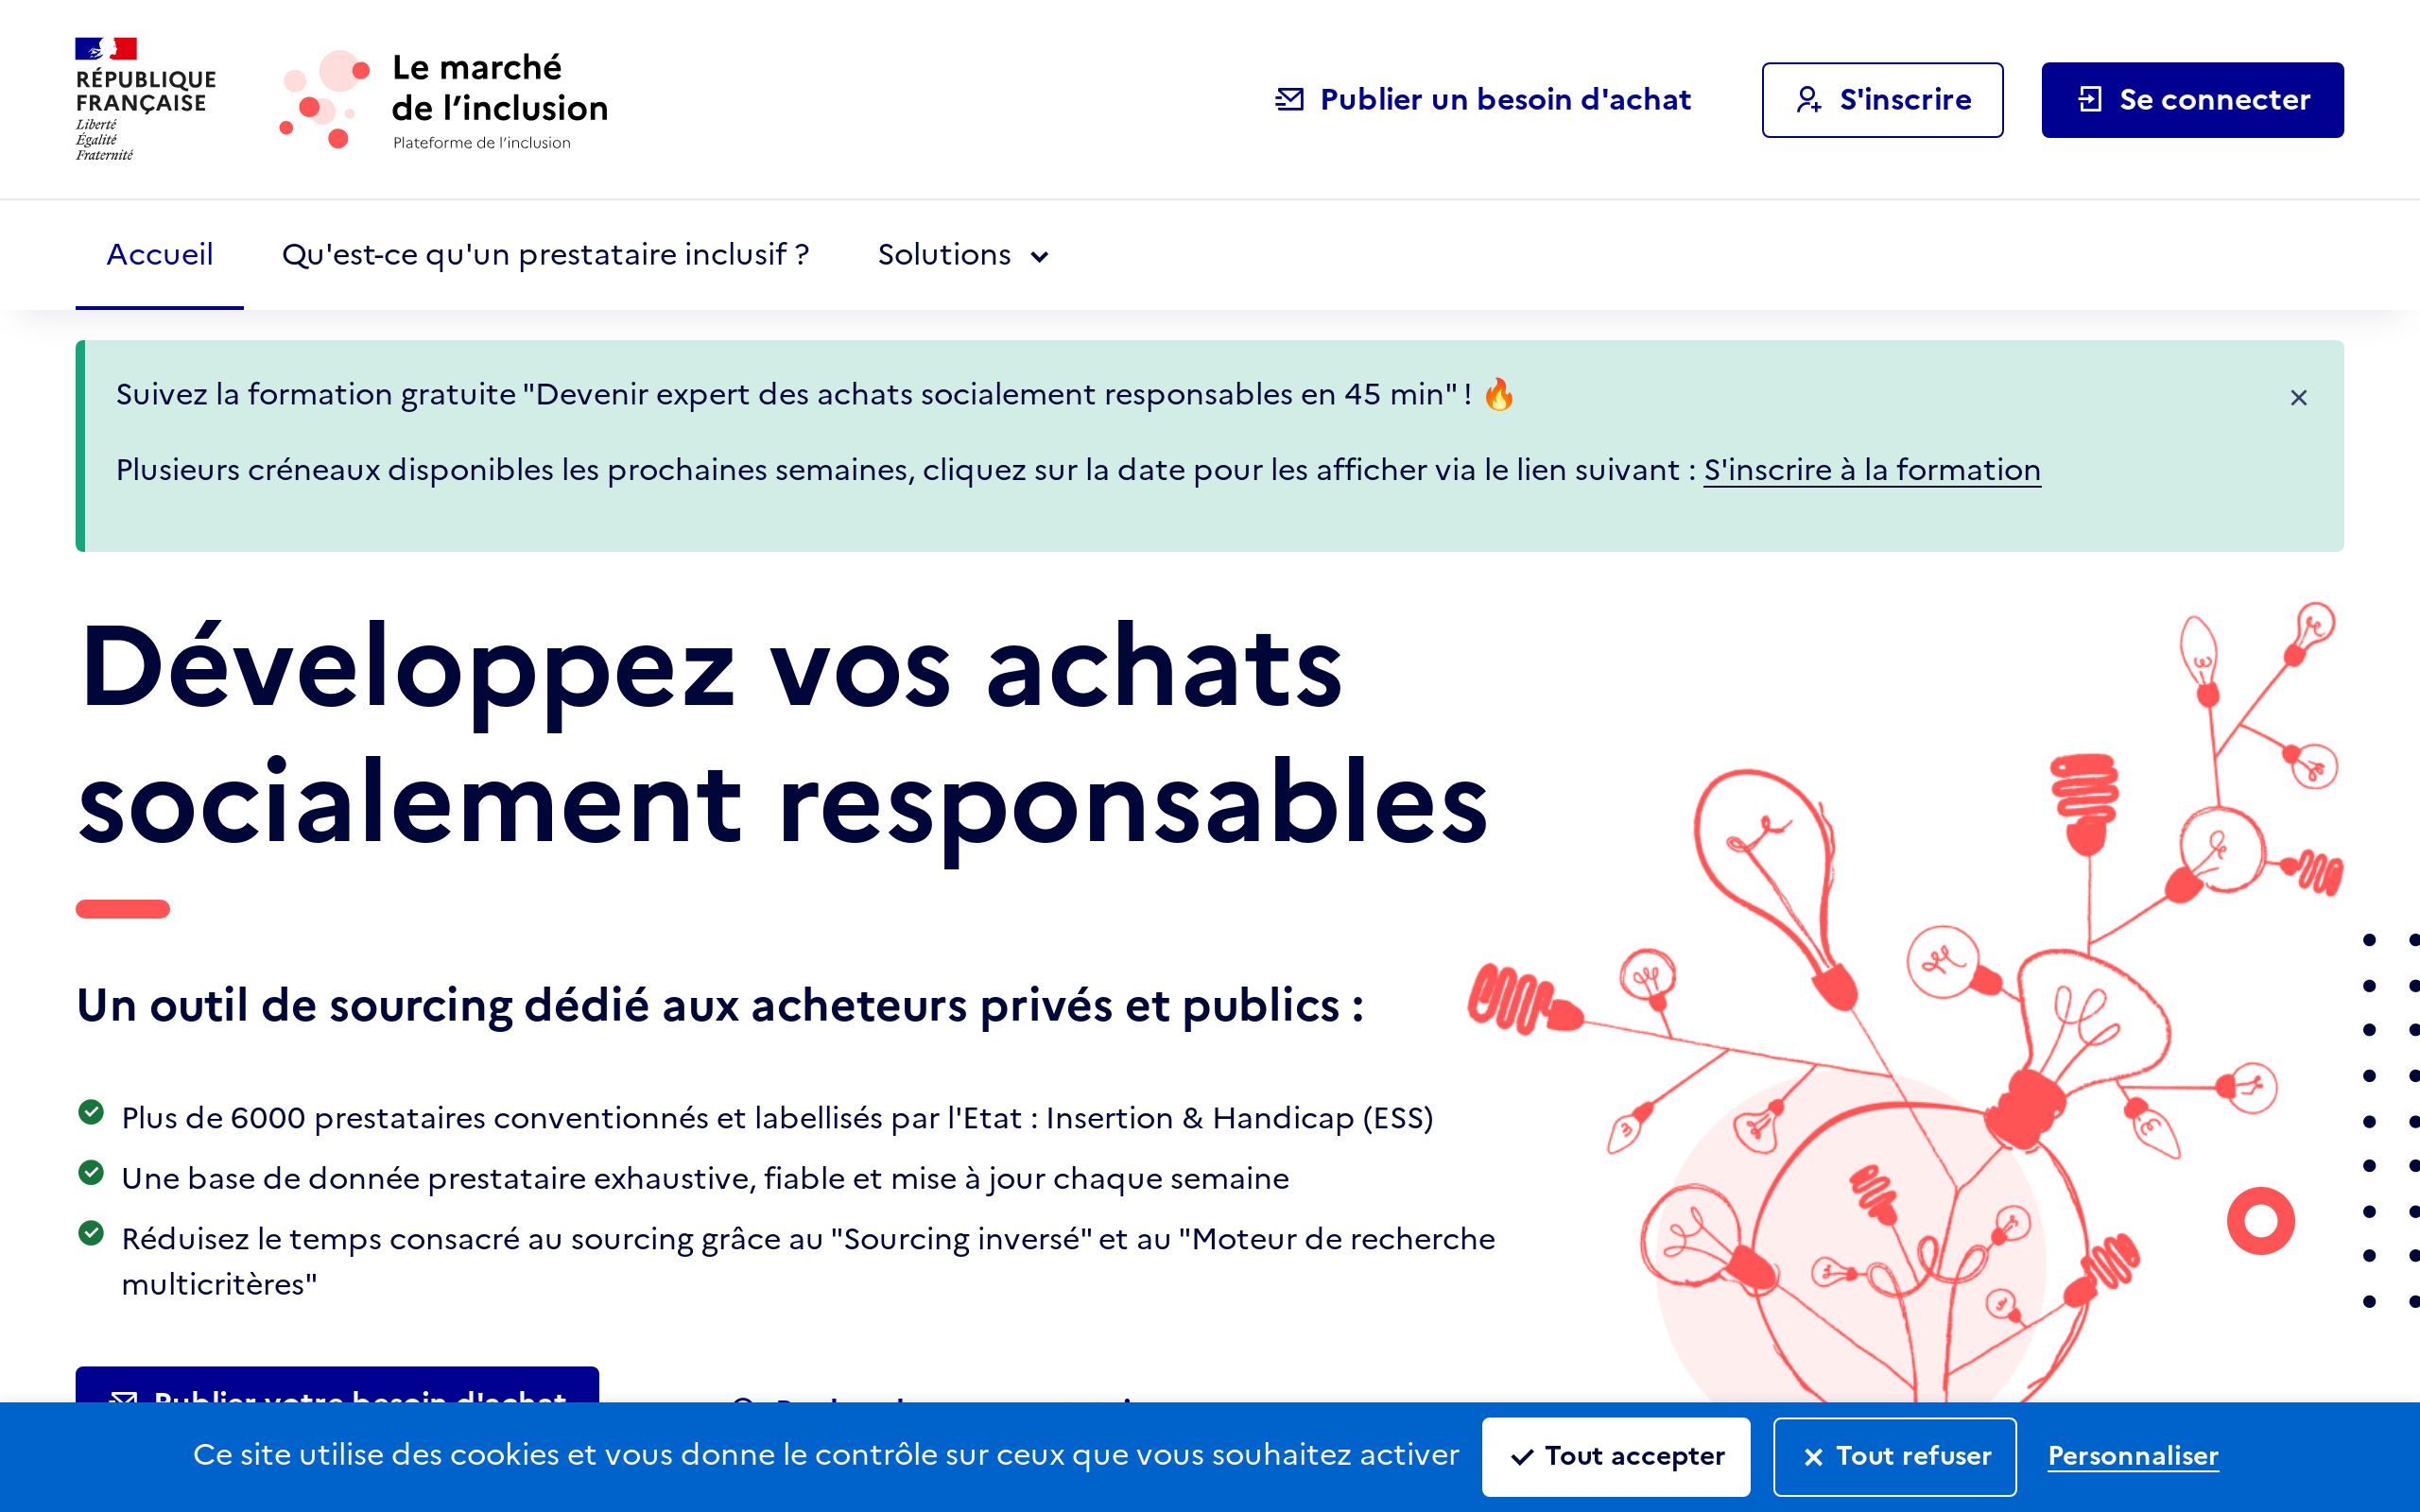 RÉPUBLIQUE
FRANÇAISE
Liberté
Égalité
Fraternité
Le marché
de l'inclusion
Plateforme de l'inclusion
Publier un besoin d'achat
S'inscrire
Se connecter
Accueil
Qu'est-ce qu'un prestataire inclusif ?
Solutions
Suivez la formation gratuite "Devenir expert des achats socialement responsables en 45 min" ! 🔥
Plusieurs créneaux disponibles les prochaines semaines, cliquez sur la date pour les afficher via le lien suivant : S'inscrire à la formation
Développez vos achats
socialement responsables
Un outil de sourcing dédié aux acheteurs privés et publics :
Plus de 6000 prestataires conventionnés et labellisés par l'Etat : Insertion & Handicap (ESS)
Une base de donnée prestataire exhaustive, fiable et mise à jour chaque semaine
Réduisez le temps consacré au sourcing grâce au "Sourcing inversé" et au "Moteur de recherche
multicritères"
Publier votre besoin d'achat
Ce site utilise des cookies et vous donne le contrôle sur ceux que vous souhaitez activer
Tout accepter
Tout refuser
Personnaliser